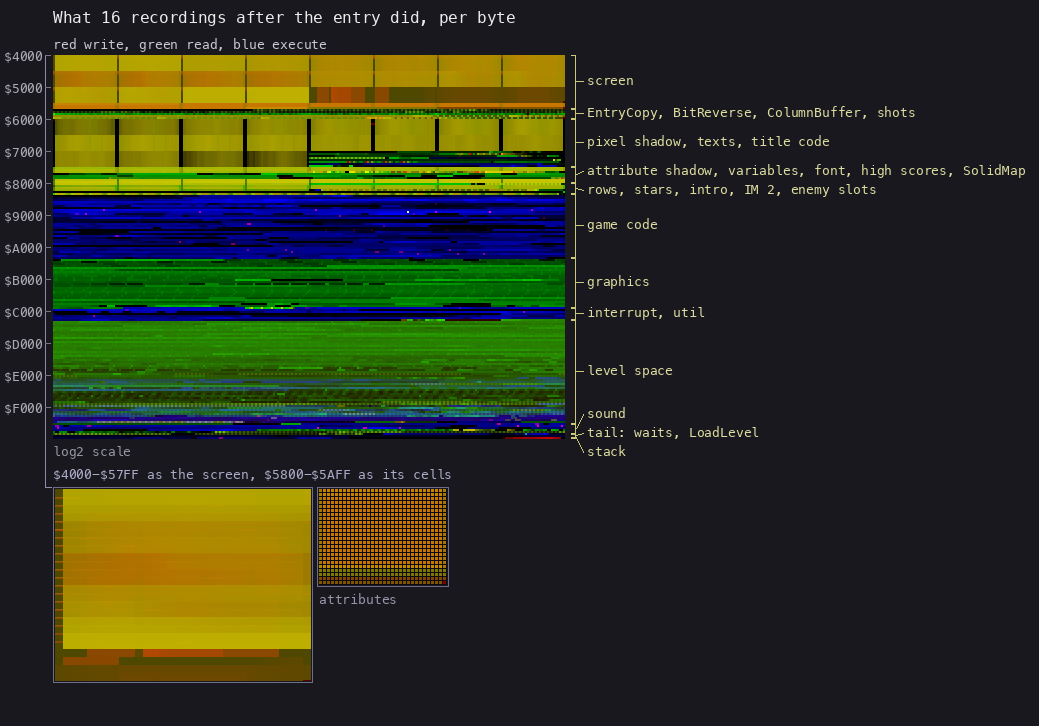 What 16 recordings after the entry did, per byte
red write, green read, blue execute
$4000
screen
$5000
EntryCopy, BitReverse, ColumnBuffer, shots
$6000
pixel shadow, texts, title code
$7000
attribute shadow, variables, font, high scores, SolidMap
$8000
rows, stars, intro, IM 2, enemy slots
$9000
game code
$A000
$B000
graphics
$C000
interrupt, util
$D000
level space
$E000
$F000
sound
tail: waits, LoadLevel
stack
log2 scale
$4000–$57FF as the screen, $5800–$5AFF as its cells
attributes